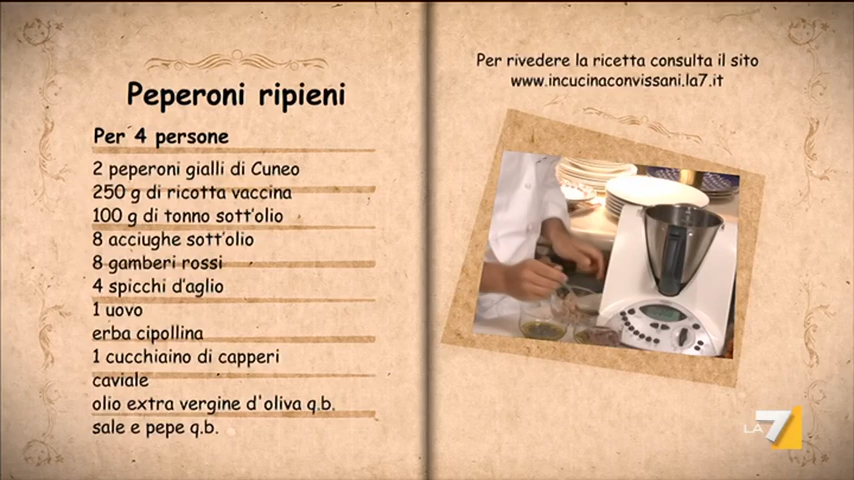 Peperoni ripieni
Per 4 persone
2 peperoni gialli di Cuneo
250 g di ricotta vaccina
100 g di tonno sott'olio
8 acciughe sott'olio
8 gamberi rossi
4 spicchi d'aglio
1 uovo
erba cipollina
1 cucchiaino di capperi
caviale
olio extra vergine d'oliva q.b.
sale e pepe q.b.
Per rivedere la ricetta consulta il sito
www.incucinaconvissani.la7.it
LA7